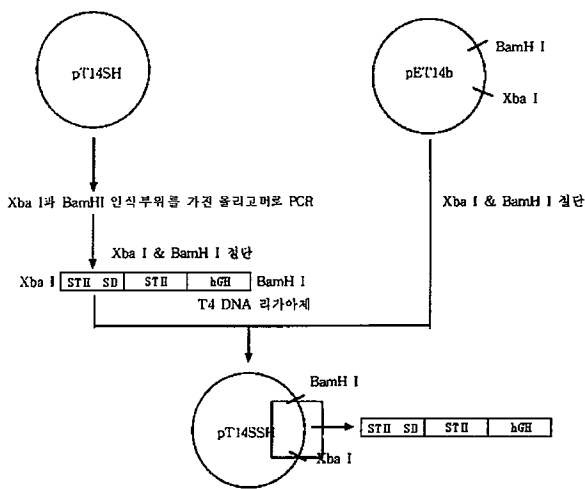 pT14SH
pET14b
BamH I
Xba I
Xba I과 BamHI 인식부위를 가진 올리고머로 PCR
Xba I & BamH I 절단
Xba I & BamH I 절단
Xba I STⅡ SD STⅡ hGH BamH I
T4 DNA 리가아제
BamH I
pT14SSH
Xba I
STⅡ SD STⅡ hGH